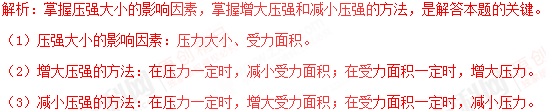 解析：掌握压强大小的影响因素，掌握增大压强和减小压强的方法，是解答本题的关键。
（1）压强大小的影响因素：压力大小、受力面积。
（2）增大压强的方法：在压力一定时，减小受力面积；在受力面积一定时，增大压力。
（3）减小压强的方法：在压力一定时，增大受力面积；在受力面积一定时，减小压力。